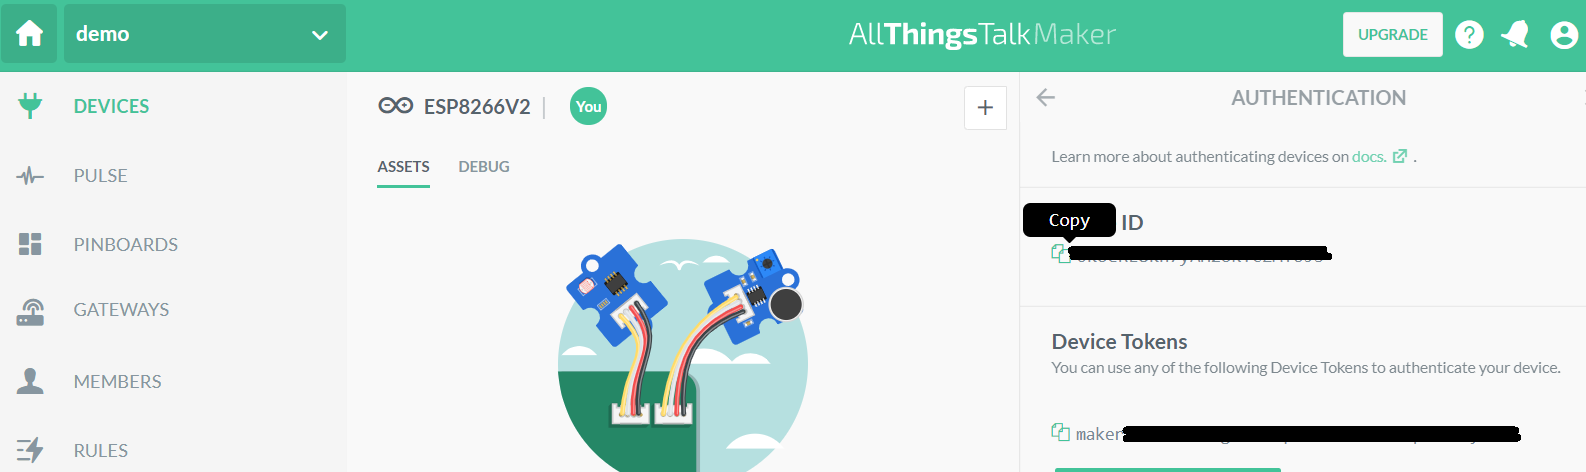 demo
AllThingsTalkMaker
UPGRADE
DEVICES
PULSE
PINBOARDS
GATEWAYS
MEMBERS
RULES
ESP8266V2
You
+
ASSETS
DEBUG
AUTHENTICATION
Learn more about authenticating devices on docs. .
Copy
ID
Device Tokens
You can use any of the following Device Tokens to authenticate your device.
maker